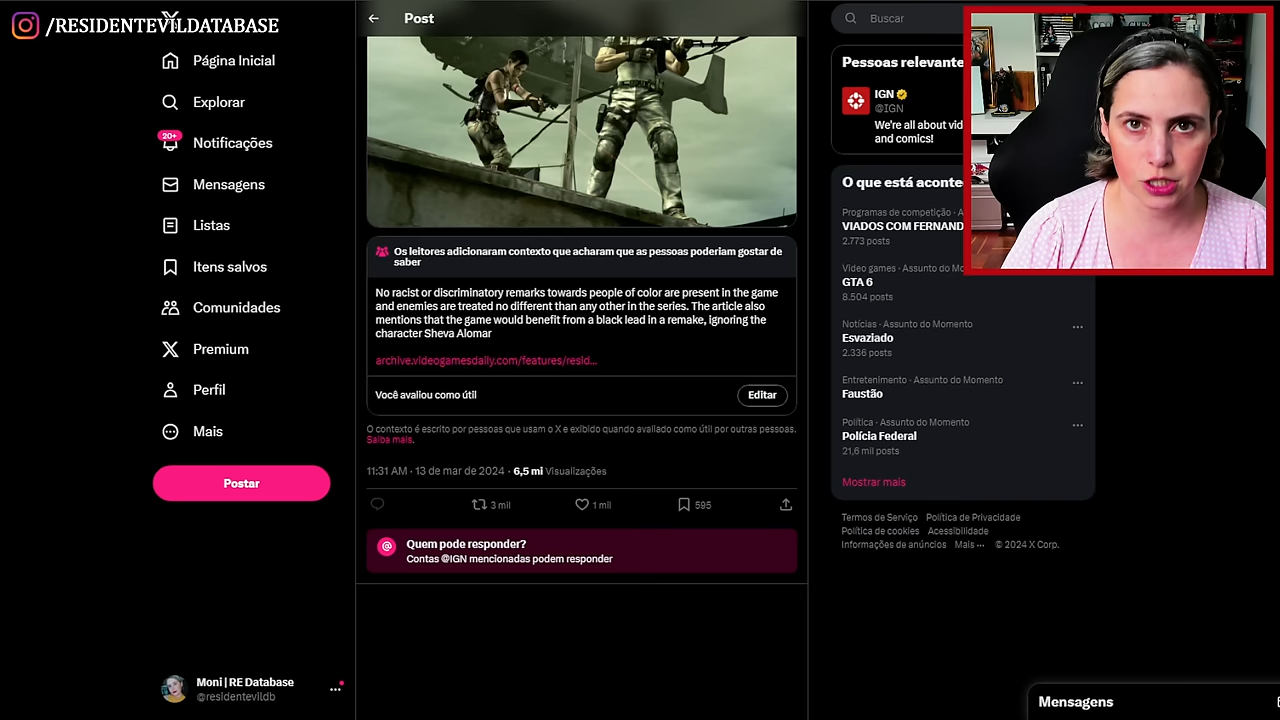 /RESIDENTEVILDATABASE
Página Inicial
Explorar
20+
Notificações
Mensagens
Listas
Itens salvos
Comunidades
Premium
Perfil
Mais
Postar
Moni | RE Database
@residentevildb
Post
Os leitores adicionaram contexto que acharam que as pessoas poderiam gostar de
saber
No racist or discriminatory remarks towards people of color are present in the game
and enemies are treated no different than any other in the series. The article also
mentions that the game would benefit from a black lead in a remake, ignoring the
character Sheva Alomar
archive.videogamesdaily.com/features/resid...
Você avaliou como útil
Editar
O contexto é escrito por pessoas que usam o X e exibido quando avaliado como útil por outras pessoas.
Saiba mais.
11:31 AM · 13 de mar de 2024 · 6,5 mi Visualizações
3 mil
1 mil
595
Quem pode responder?
Contas @IGN mencionadas podem responder
Buscar
Pessoas relevante
IGN
@IGN
We're all about vid
and comics!
O que está aconte
Programas de competição · A
VIADOS COM FERNAND
2.773 posts
Video games · Assunto do Mo
GTA 6
8.504 posts
Notícias · Assunto do Momento
Esvaziado
2.336 posts
Entretenimento · Assunto do Momento
Faustão
Política · Assunto do Momento
Polícia Federal
21,6 mil posts
Mostrar mais
Termos de Serviço Política de Privacidade
Política de cookies Acessibilidade
Informações de anúncios Mais ··· © 2024 X Corp.
Mensagens